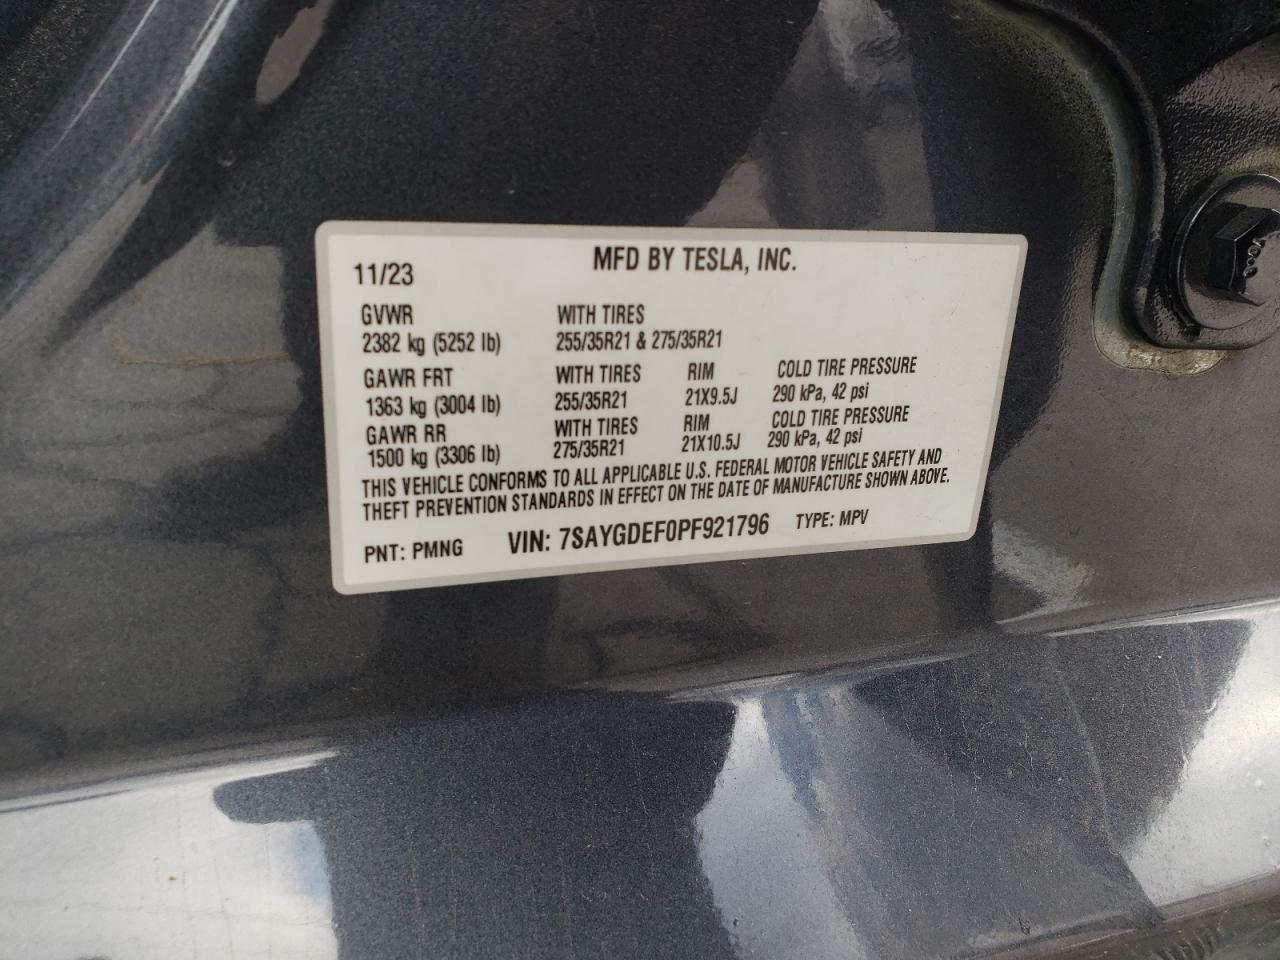 MFD BY TESLA, INC.
11/23
GVWR WITH TIRES
2382 kg (5252 lb) 255/35R21 & 275/35R21
GAWR FRT WITH TIRES RIM COLD TIRE PRESSURE
1363 kg (3004 lb) 255/35R21 21X9.5J 290 kPa, 42 psi
GAWR RR WITH TIRES RIM COLD TIRE PRESSURE
1500 kg (3306 lb) 275/35R21 21X10.5J 290 kPa, 42 psi
THIS VEHICLE CONFORMS TO ALL APPLICABLE U.S. FEDERAL MOTOR VEHICLE SAFETY AND
THEFT PREVENTION STANDARDS IN EFFECT ON THE DATE OF MANUFACTURE SHOWN ABOVE.
PNT: PMNG VIN: 7SAYGDEF0PF921796 TYPE: MPV